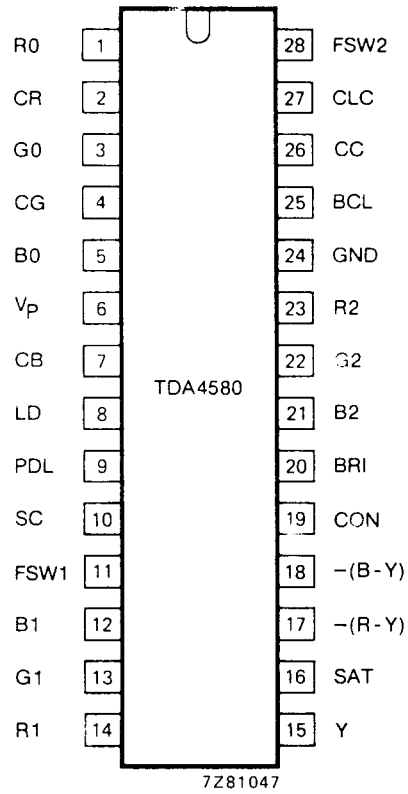 R0 1 28 FSW2
CR 2 27 CLC
G0 3 26 CC
CG 4 25 BCL
B0 5 24 GND
VP 6 23 R2
CB 7 22 G2
TDA4580
LD 8 21 B2
PDL 9 20 BRI
SC 10 19 CON
FSW1 11 18 –(B-Y)
B1 12 17 –(R-Y)
G1 13 16 SAT
R1 14 15 Y
7Z81047